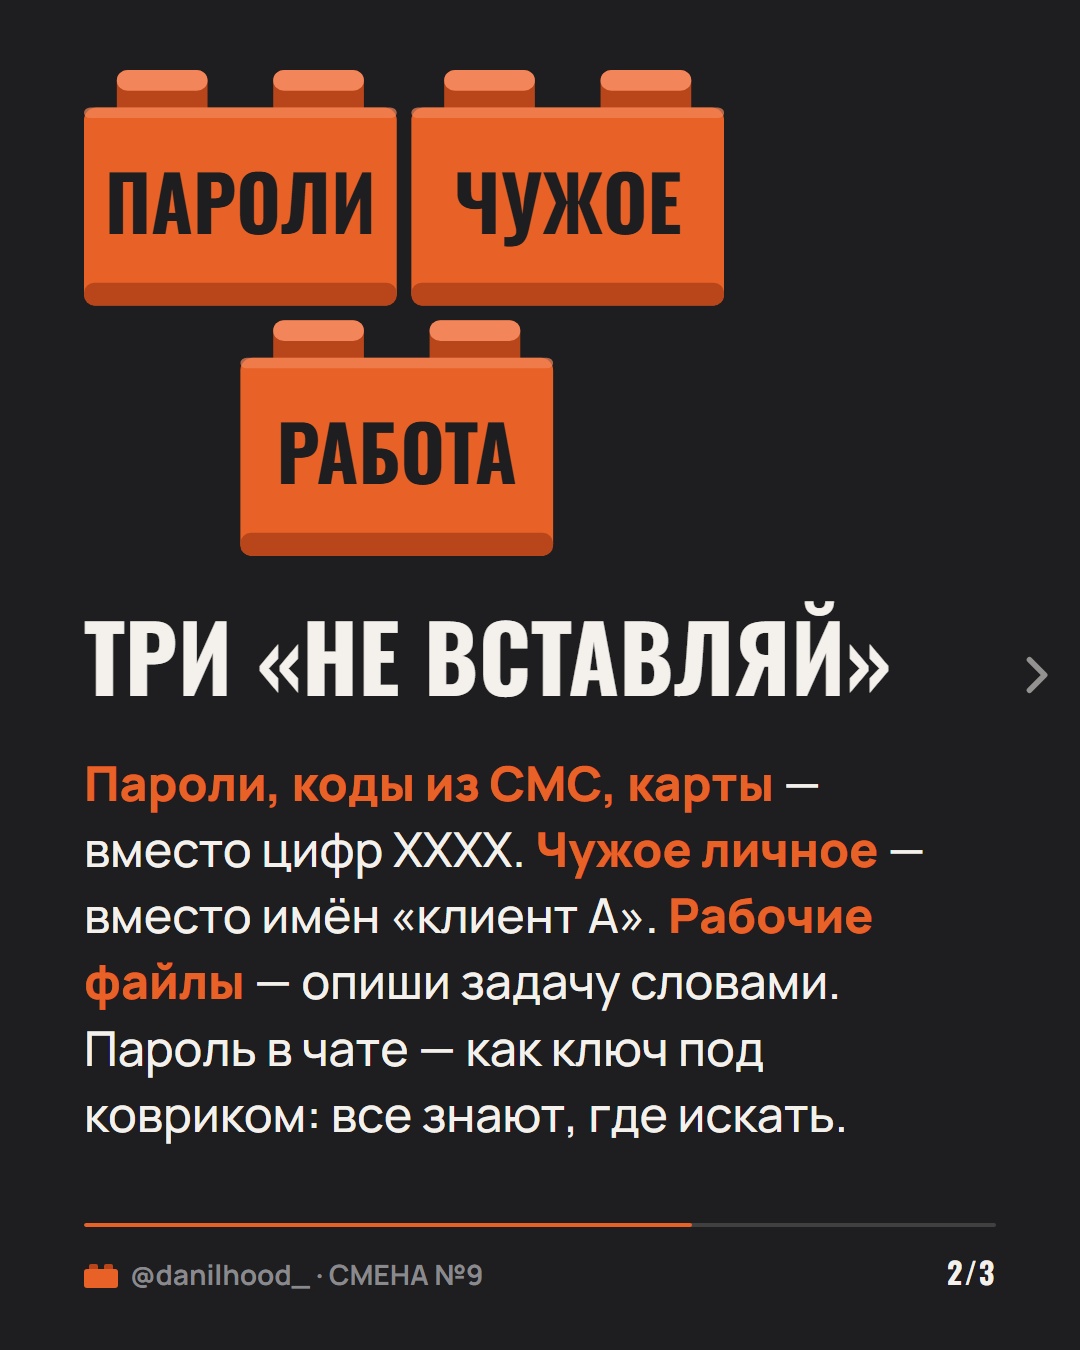 ПАРОЛИ ЧУЖОЕ
РАБОТА
ТРИ «НЕ ВСТАВЛЯЙ»
Пароли, коды из СМС, карты —
вместо цифр XXXX. Чужое личное —
вместо имён «клиент А». Рабочие
файлы — опиши задачу словами.
Пароль в чате — как ключ под
ковриком: все знают, где искать.
@danilhood_ · СМЕНА №9
2/3